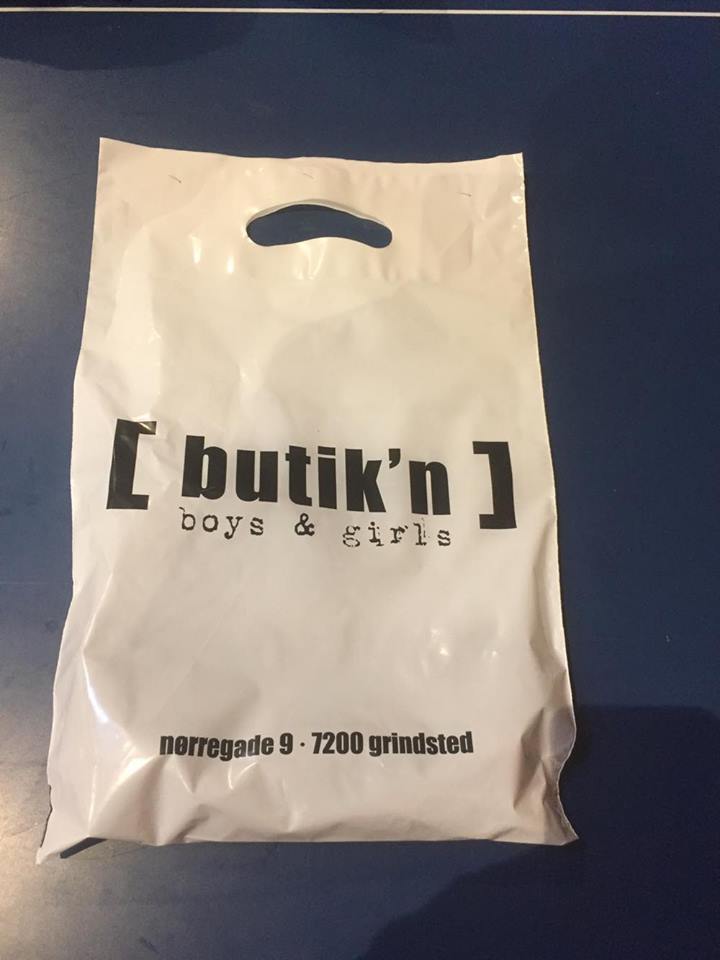 [ butik'n ]
boys & girls
nørregade 9 · 7200 grindsted